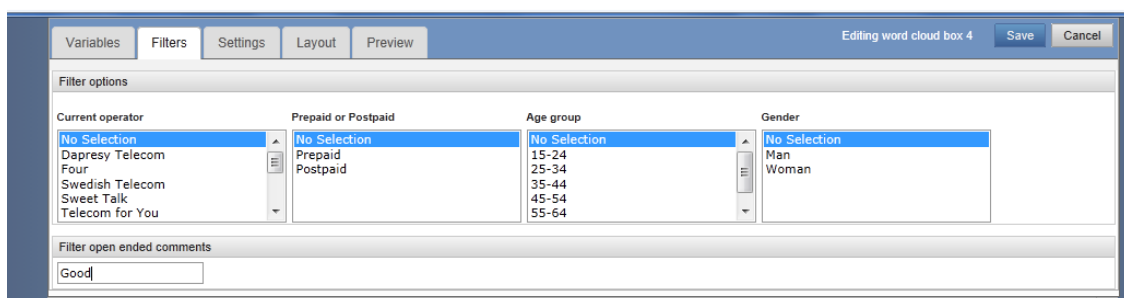 Variables Filters Settings Layout Preview Editing word cloud box 4 Save Cancel
Filter options
Current operator Prepaid or Postpaid Age group Gender
No Selection No Selection No Selection No Selection
Dapresy Telecom Prepaid 15-24 Man
Four Postpaid 25-34 Woman
Swedish Telecom 35-44
Sweet Talk 45-54
Telecom for You 55-64
Filter open ended comments
Good